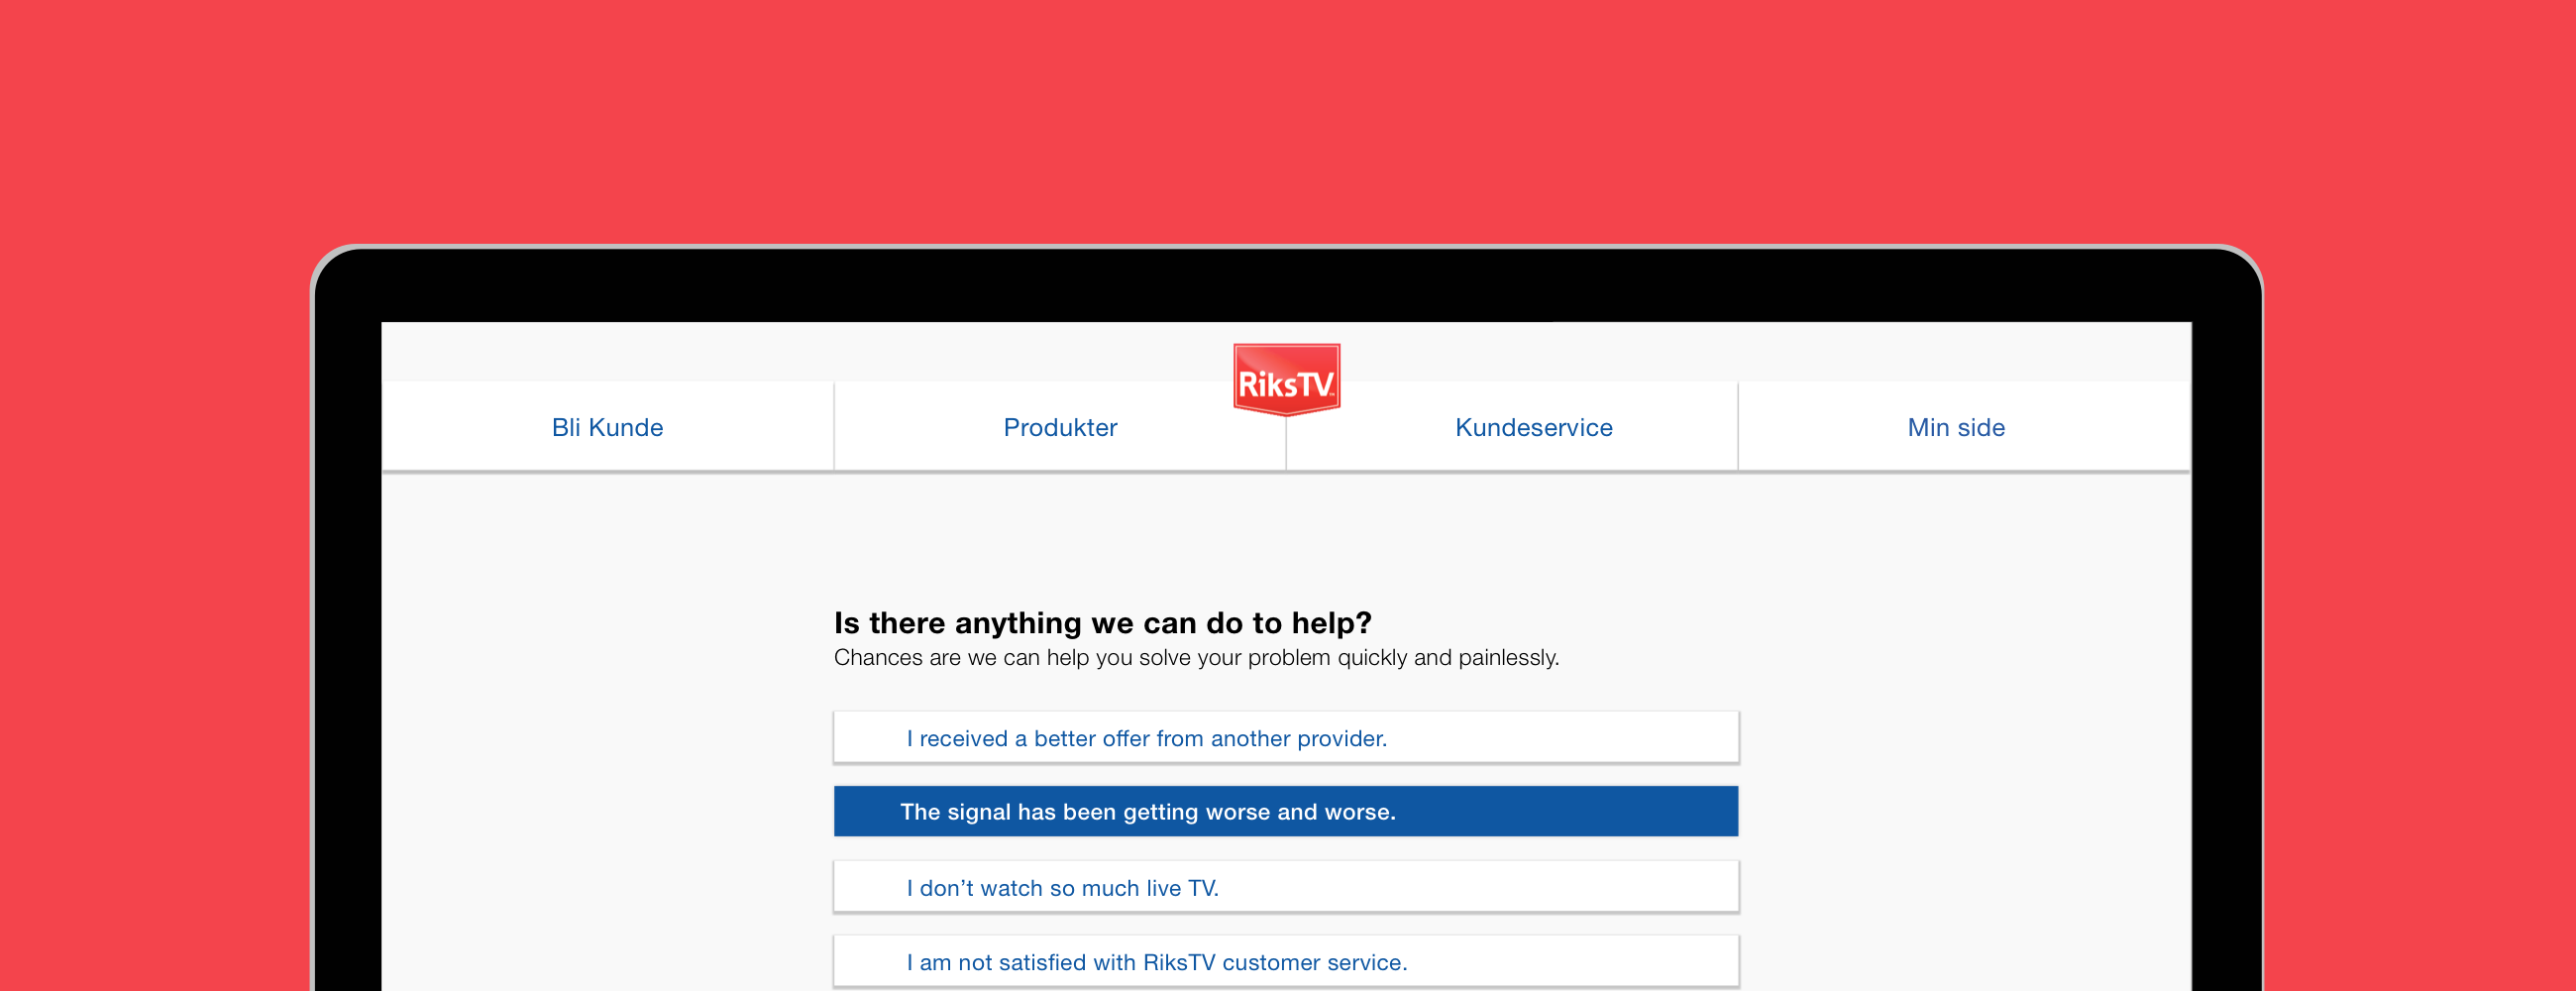 RiksTV
Bli Kunde
Produkter
Kundeservice
Min side
Is there anything we can do to help?
Chances are we can help you solve your problem quickly and painlessly.
I received a better offer from another provider.
The signal has been getting worse and worse.
I don’t watch so much live TV.
I am not satisfied with RiksTV customer service.